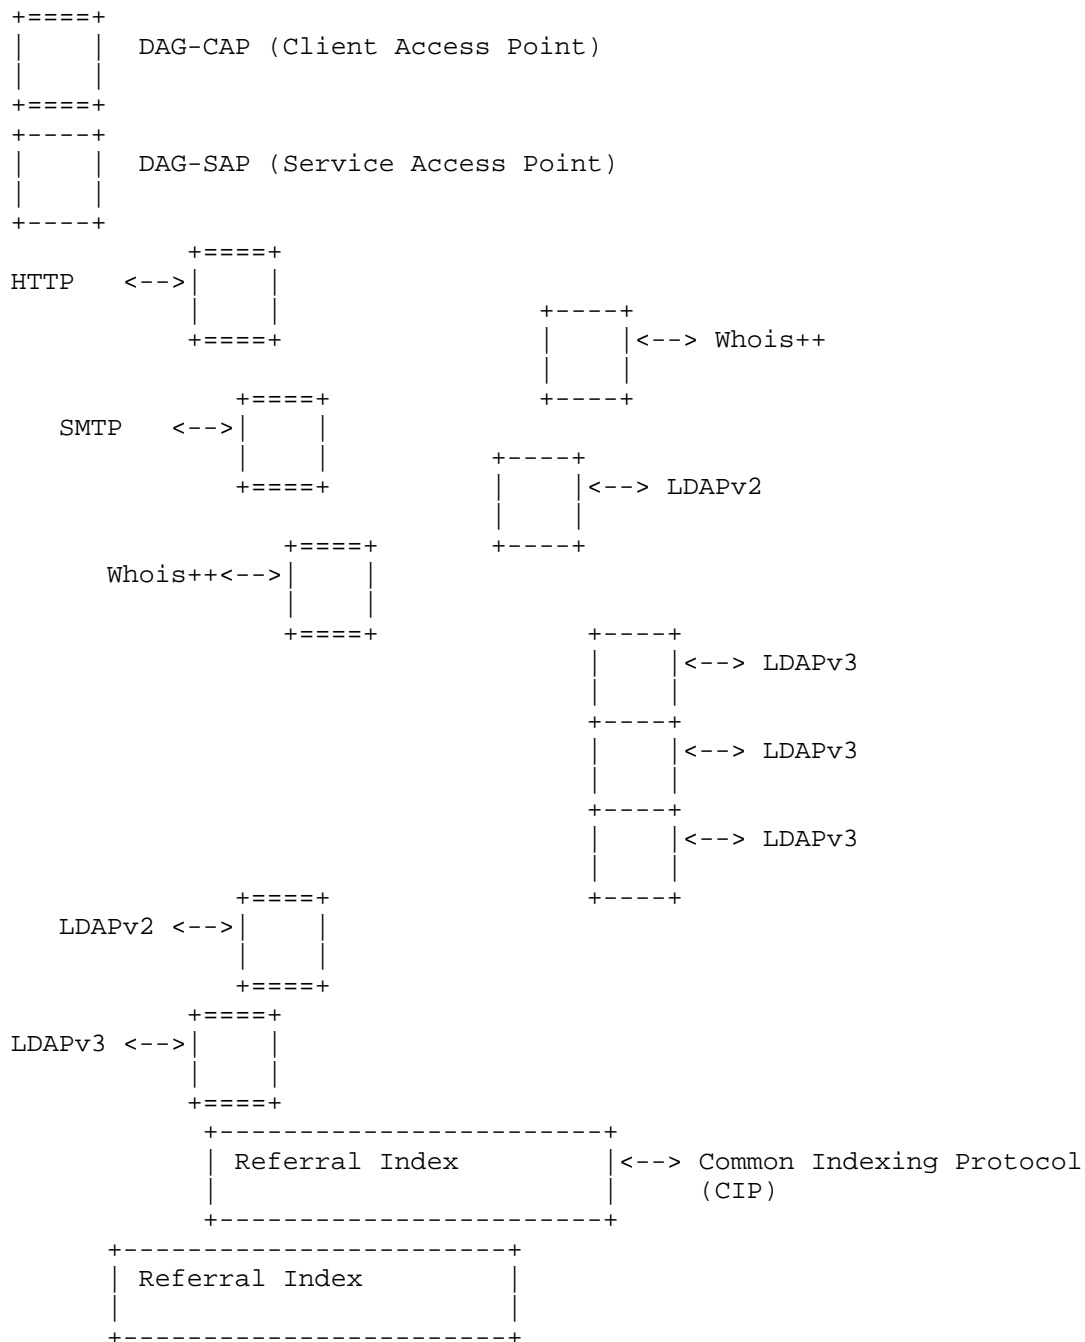 DAG-CAP (Client Access Point)
DAG-SAP (Service Access Point)
HTTP <-->
<--> Whois++
SMTP <-->
<--> LDAPv2
Whois++<-->
<--> LDAPv3
<--> LDAPv3
<--> LDAPv3
LDAPv2 <-->
LDAPv3 <-->
Referral Index <--> Common Indexing Protocol
(CIP)
Referral Index